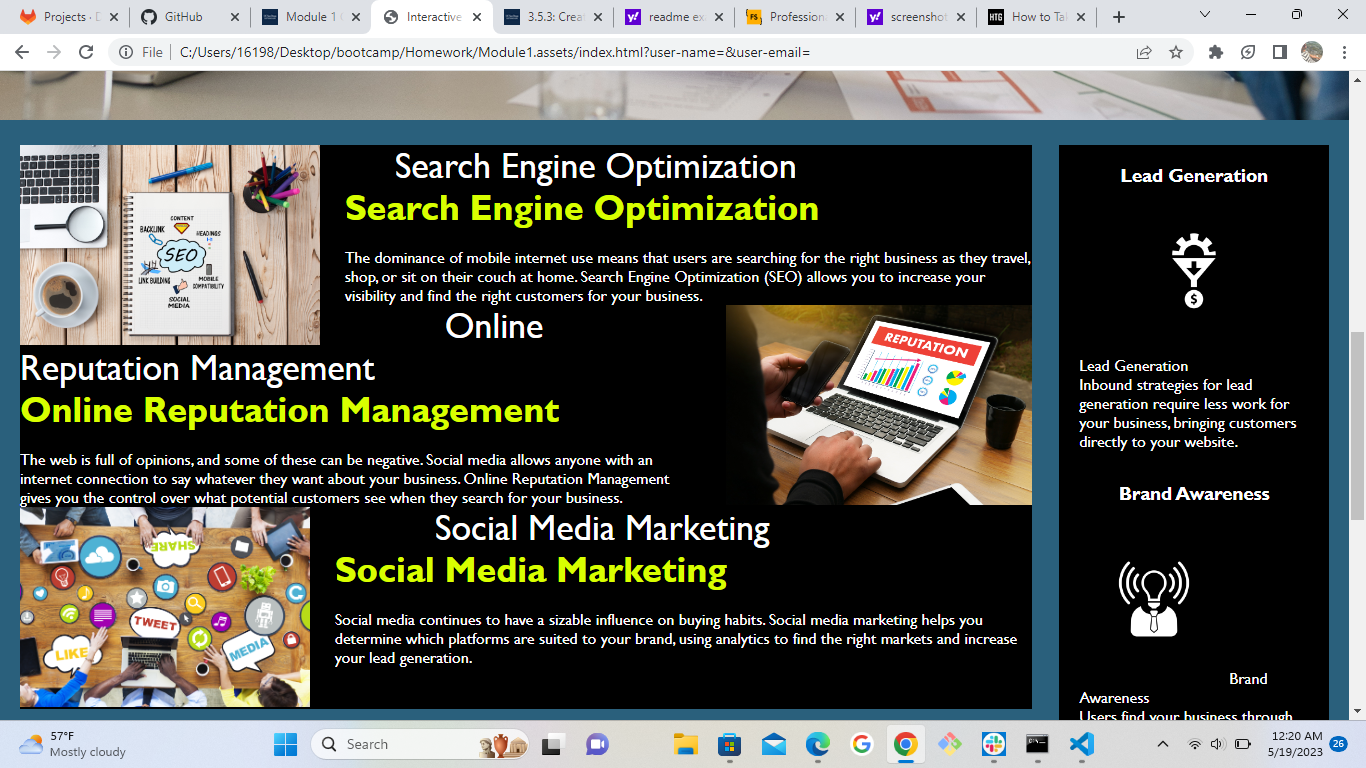 Projects · D
GitHub
Module 1 C
Interactive
3.5.3: Creat
readme ex
Profession
screenshot
How to Tak
File
C:/Users/16198/Desktop/bootcamp/Homework/Module1.assets/index.html?user-name=&user-email=
CONTENT
BACKLINK
HEADINGS
SEO
LINK BUILDING
MOBILE
COMPATIBILITY
SOCIAL
MEDIA
Search Engine Optimization
Search Engine Optimization
The dominance of mobile internet use means that users are searching for the right business as they travel,
shop, or sit on their couch at home. Search Engine Optimization (SEO) allows you to increase your
visibility and find the right customers for your business.
Online
Reputation Management
Online Reputation Management
The web is full of opinions, and some of these can be negative. Social media allows anyone with an
internet connection to say whatever they want about your business. Online Reputation Management
gives you the control over what potential customers see when they search for your business.
REPUTATION
SHARE
TWEET
LIKE
MEDIA
Social Media Marketing
Social Media Marketing
Social media continues to have a sizable influence on buying habits. Social media marketing helps you
determine which platforms are suited to your brand, using analytics to find the right markets and increase
your lead generation.
Lead Generation
$
Lead Generation
Inbound strategies for lead
generation require less work for
your business, bringing customers
directly to your website.
Brand Awareness
Brand
Awareness
Users find your business through
57°F
Mostly cloudy
Search
12:20 AM
5/19/2023
26